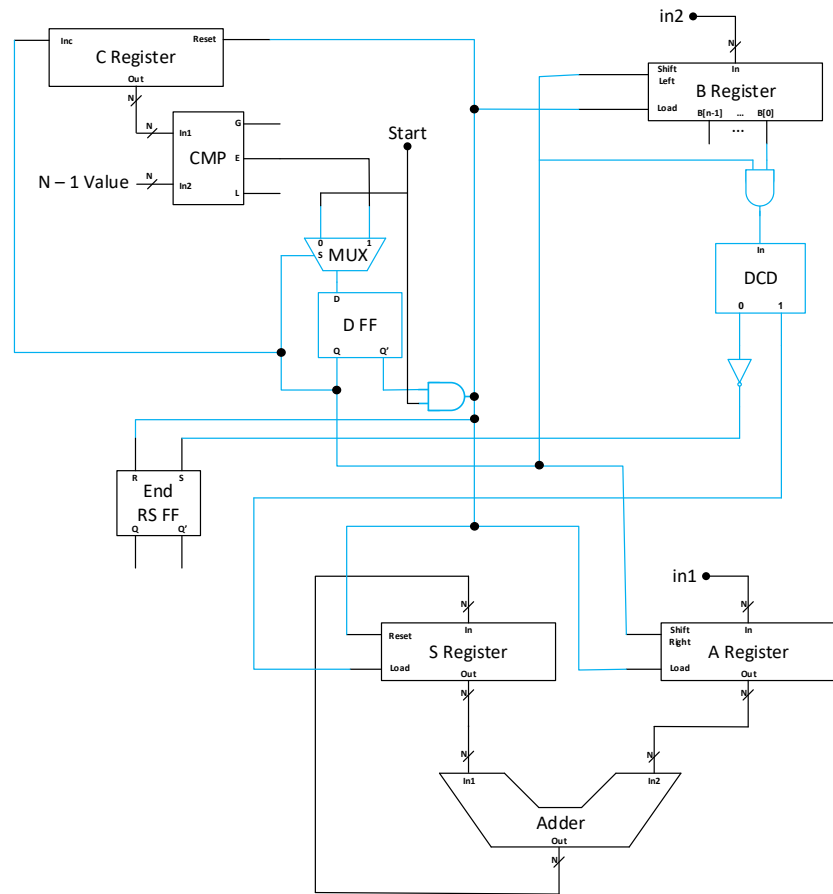 in2
N
Inc
Reset
C Register
Out
N
In
Shift
Left
B Register
Load
B[n-1]
...
B[0]
...
N
In1
G
CMP
E
In2
L
N – 1 Value
N
Start
0
1
S
MUX
D
D FF
Q
Q'
In
DCD
0
1
R
S
End
RS FF
Q
Q'
in1
N
N
Reset
In
S Register
Load
Out
Shift
Right
In
A Register
Load
Out
N
N
N
N
In1
In2
Adder
Out
N